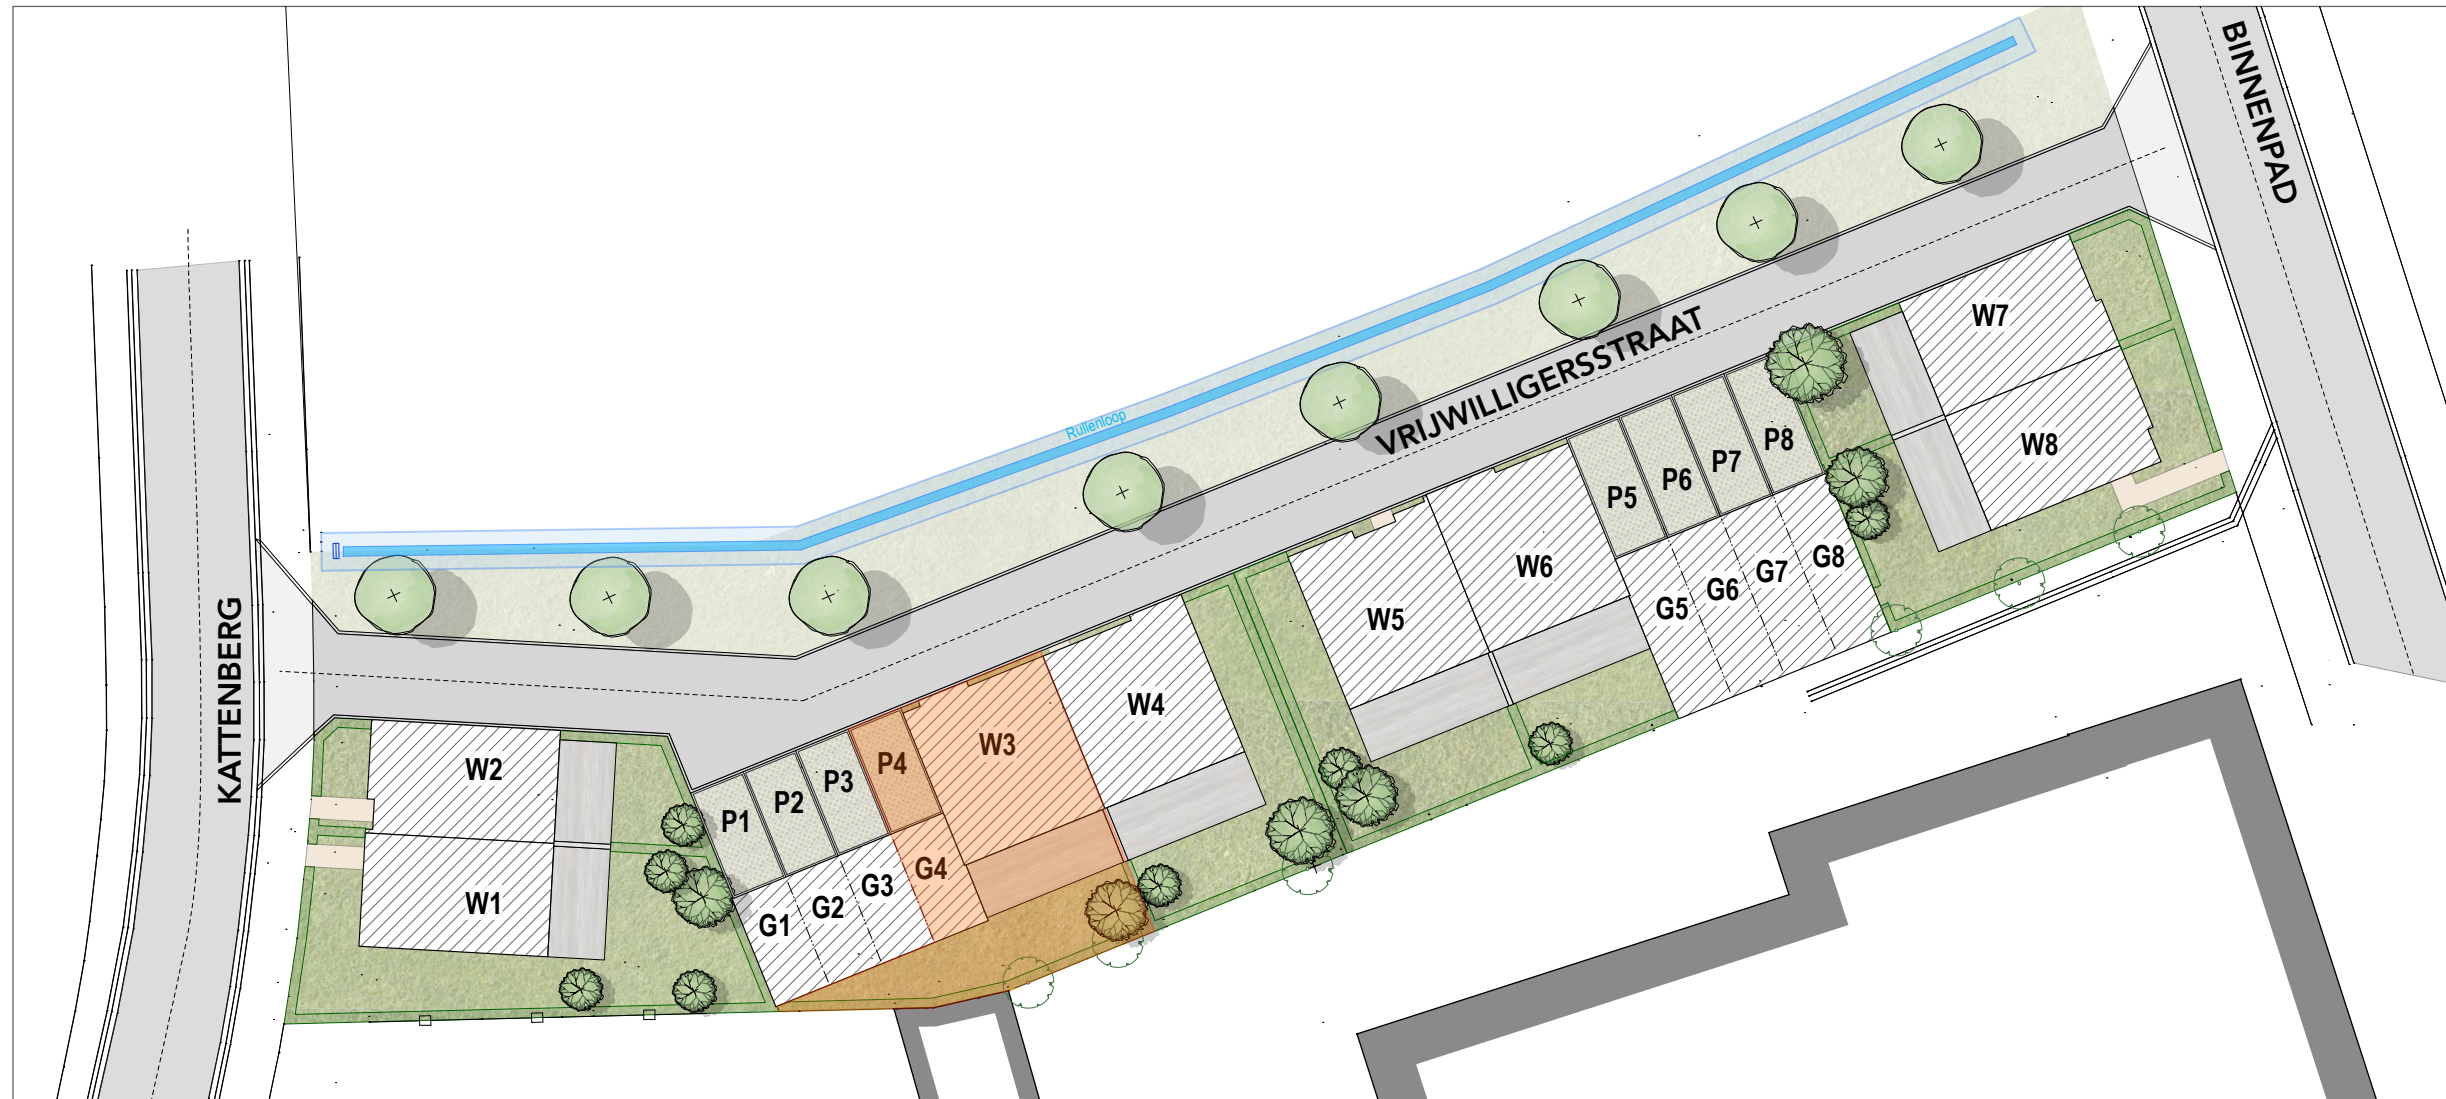 BINNENPAD
Rullenloop
VRIJWILLIGERSSTRAAT
KATTENBERG
W7
W8
P8
P7
P6
P5
G8
G7
G6
G5
W6
W5
W4
W3
P4
P3
P2
P1
G4
G3
G2
G1
W2
W1